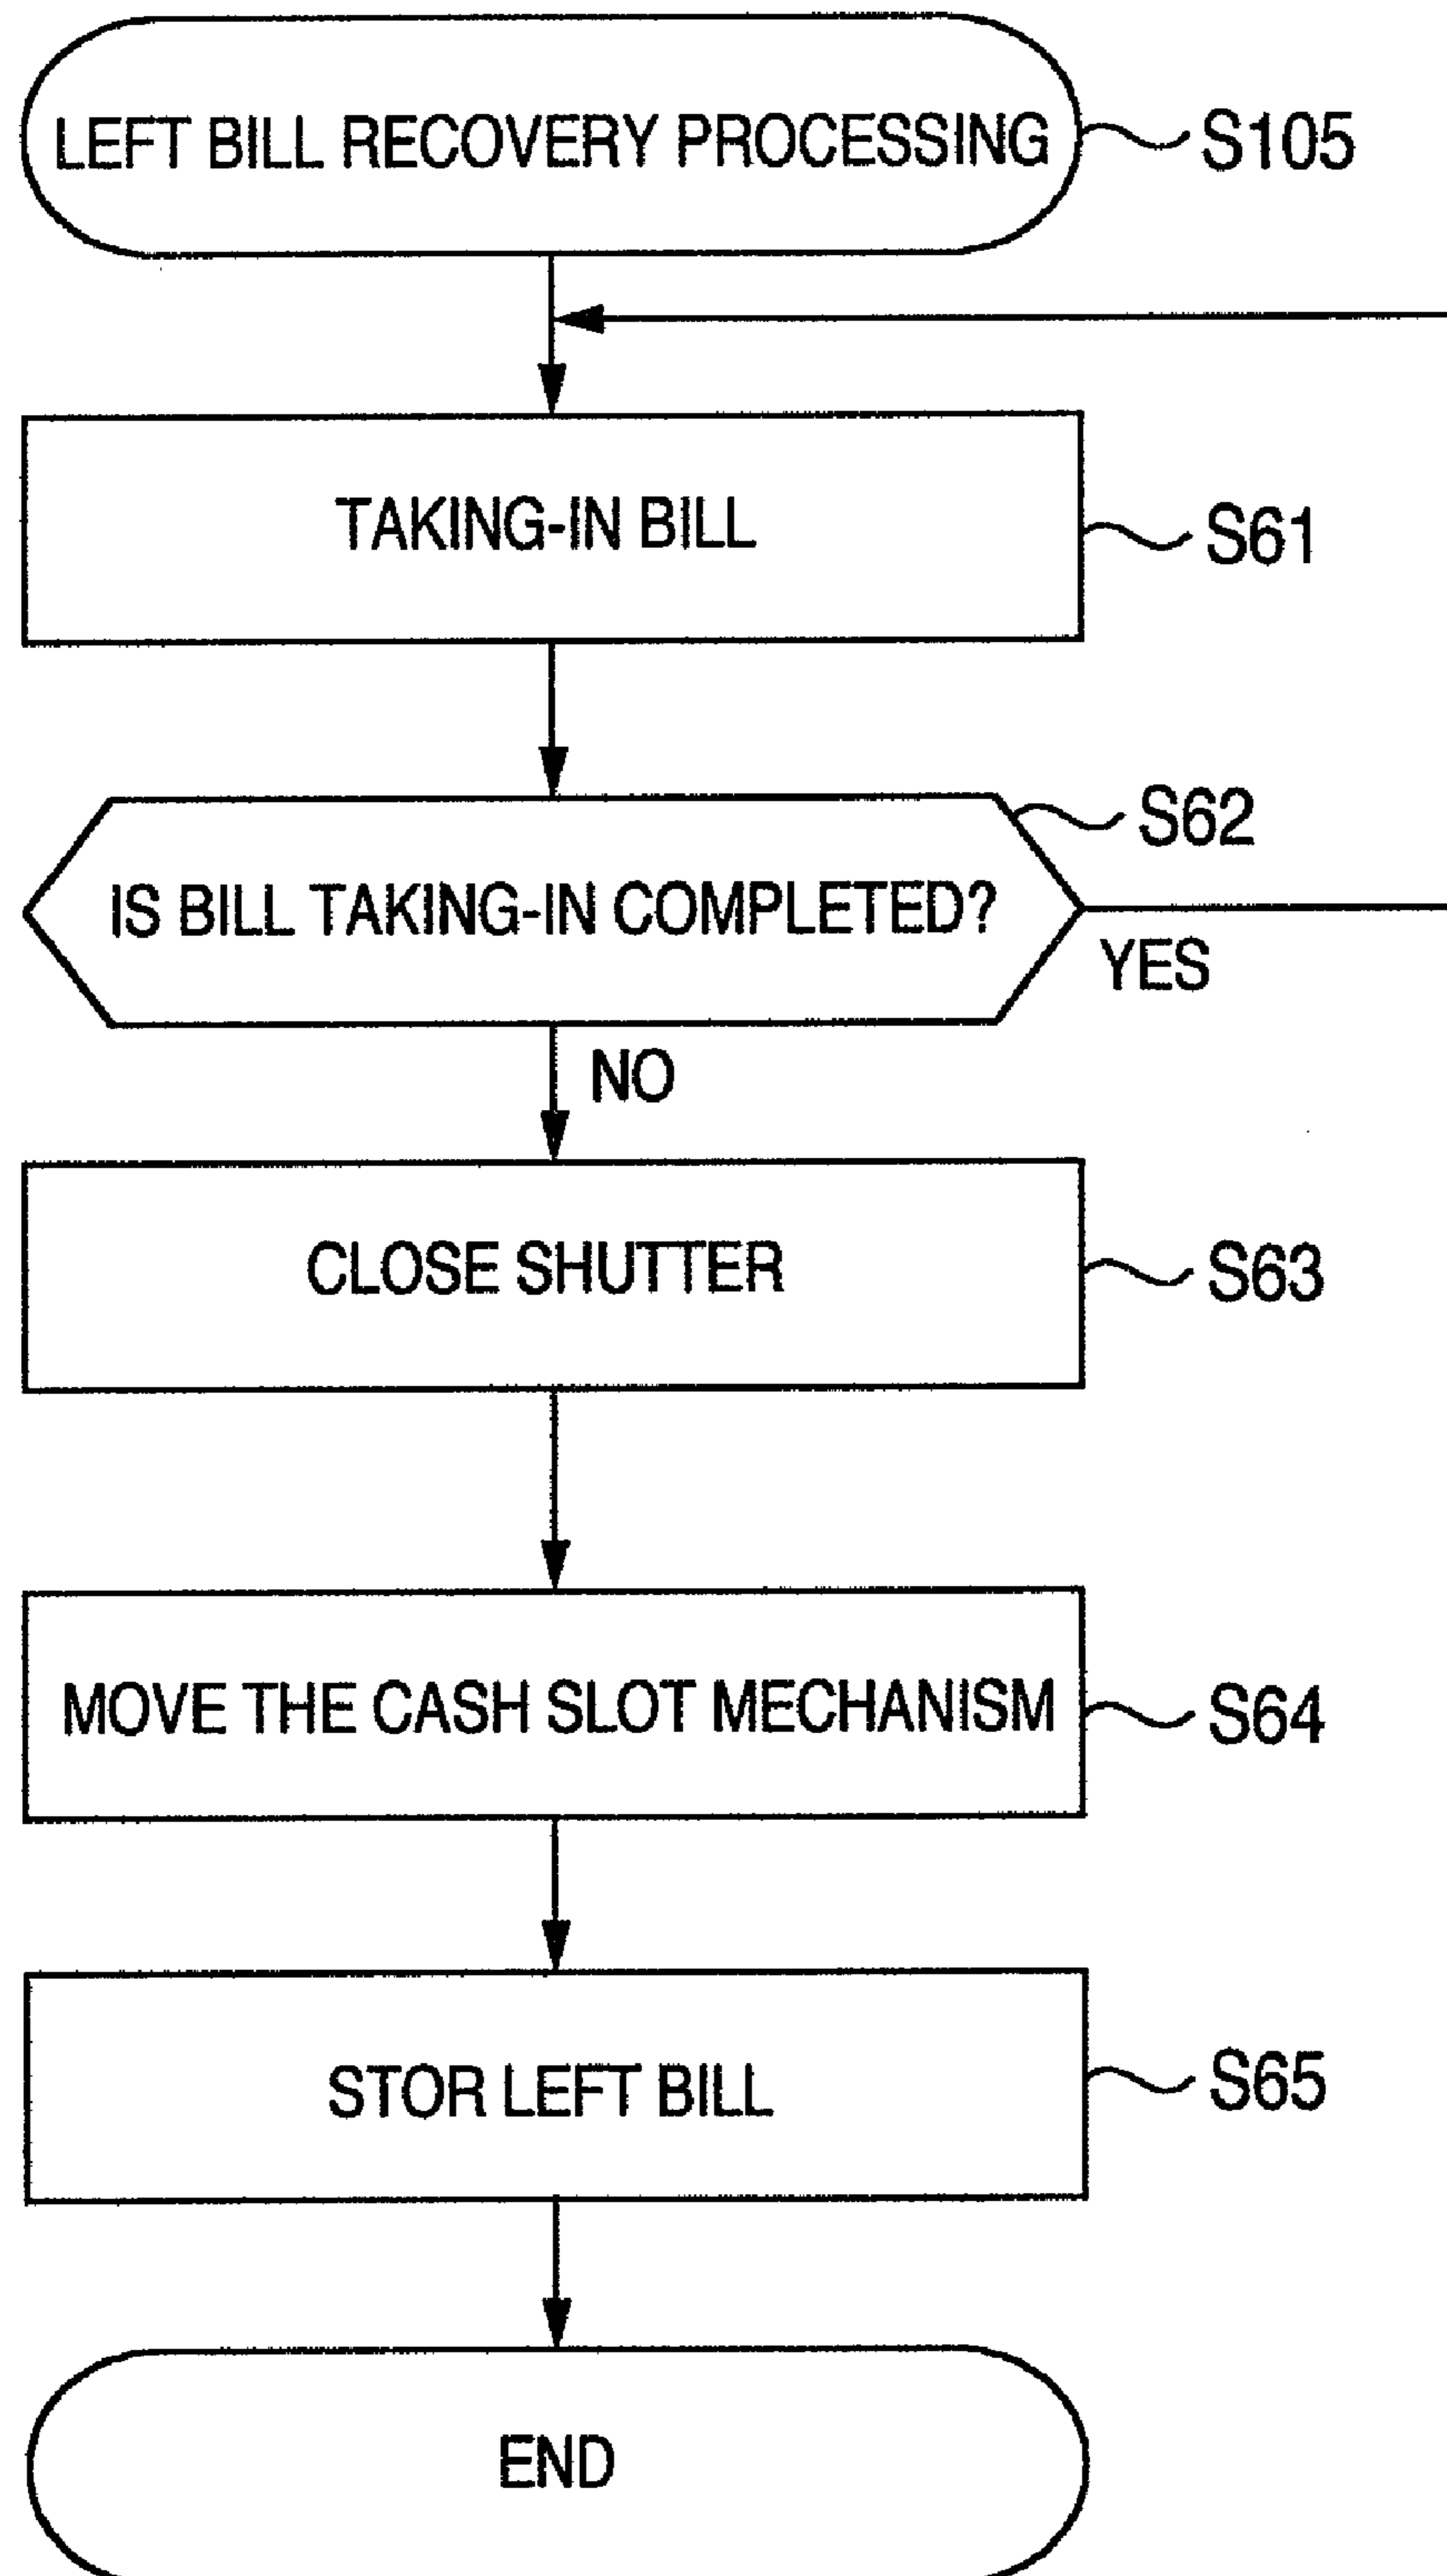 LEFT BILL RECOVERY PROCESSING
S105
TAKING-IN BILL
S61
S62
IS BILL TAKING-IN COMPLETED?
YES
NO
CLOSE SHUTTER
S63
MOVE THE CASH SLOT MECHANISM
S64
STOR LEFT BILL
S65
END